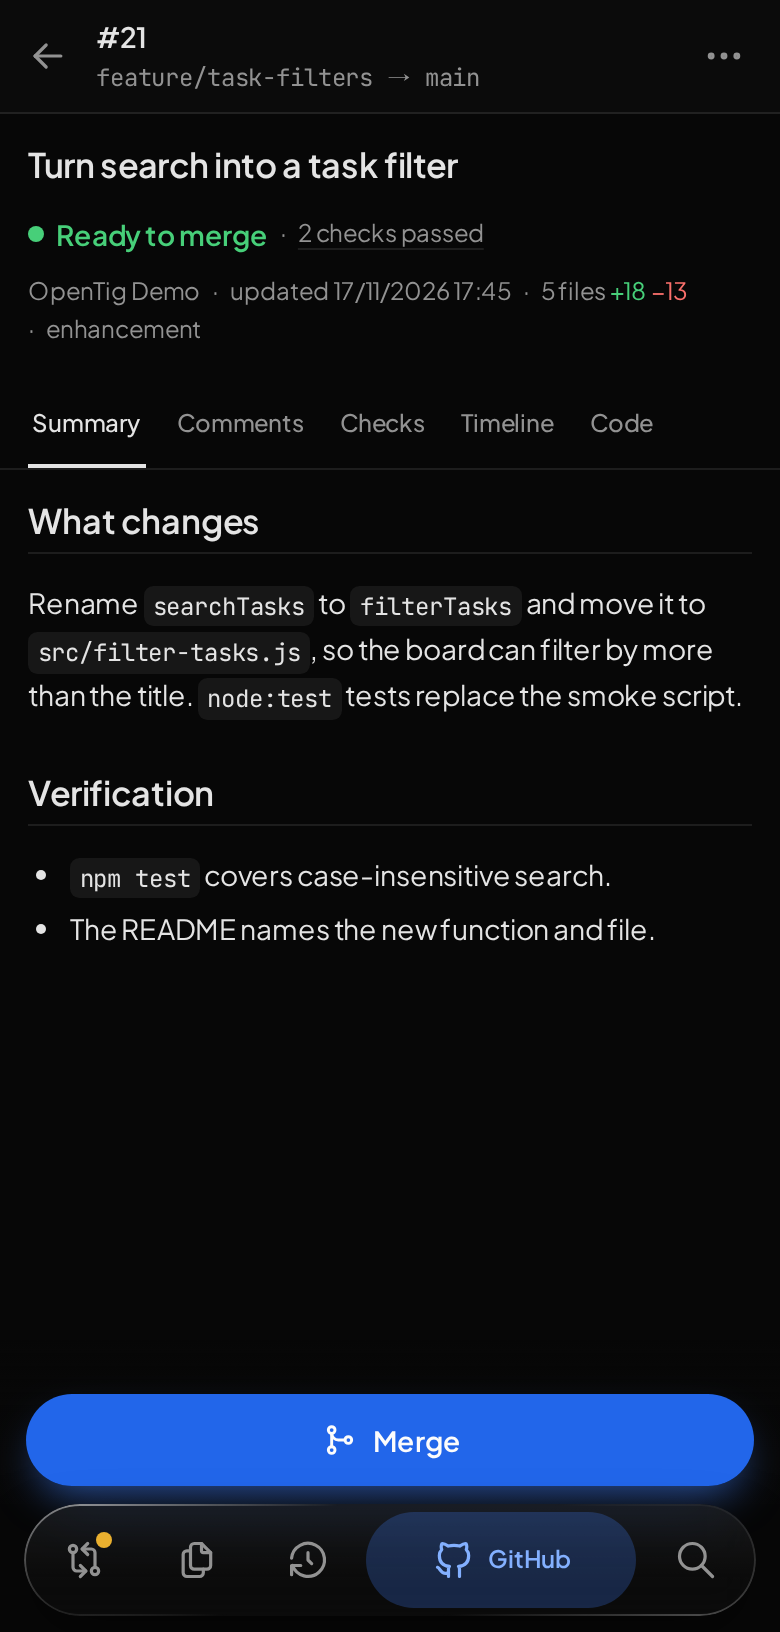 #21
feature/task-filters → main
Turn search into a task filter
Ready to merge · 2 checks passed
OpenTig Demo · updated 17/11/2026 17:45 · 5 files +18 −13
· enhancement
Summary Comments Checks Timeline Code
What changes
Rename searchTasks to filterTasks and move it to
src/filter-tasks.js, so the board can filter by more
than the title. node:test tests replace the smoke script.
Verification
• npm test covers case-insensitive search.
• The README names the new function and file.
Merge
GitHub